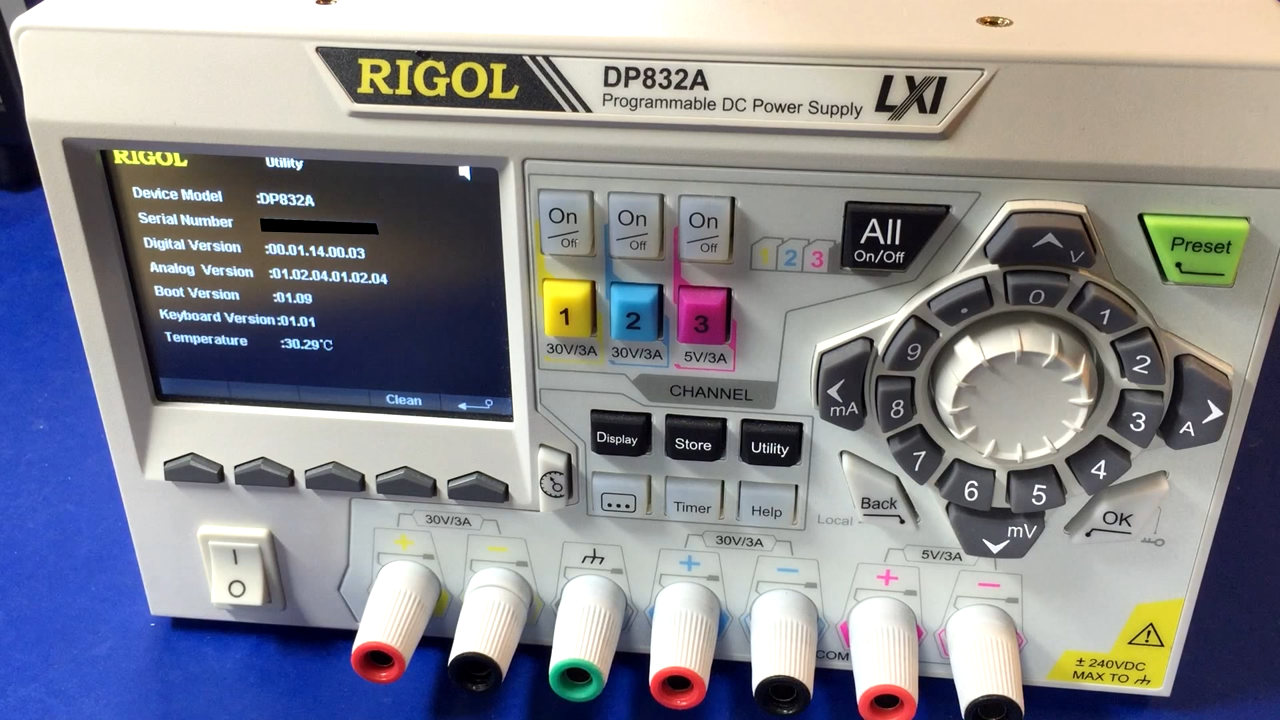 RIGOL
DP832A
Programmable DC Power Supply
LXI
RIGOL Utility
Device Model :DP832A
Serial Number
Digital Version :00.01.14.00.03
Analog Version :01.02.04.01.02.04
Boot Version :01.09
Keyboard Version :01.01
Temperature :30.29°C
Clean
On
Off
On
Off
On
Off
1
2
3
30V/3A
30V/3A
5V/3A
CHANNEL
1 2 3
All
On/Off
Preset
V
0
1
2
3
4
5
6
7
8
9
.
mA
A
mV
Back
Local
OK
Display
Store
Utility
...
Timer
Help
I
O
30V/3A
+ -
30V/3A
+ -
5V/3A
+ -
COM
± 240VDC
MAX TO